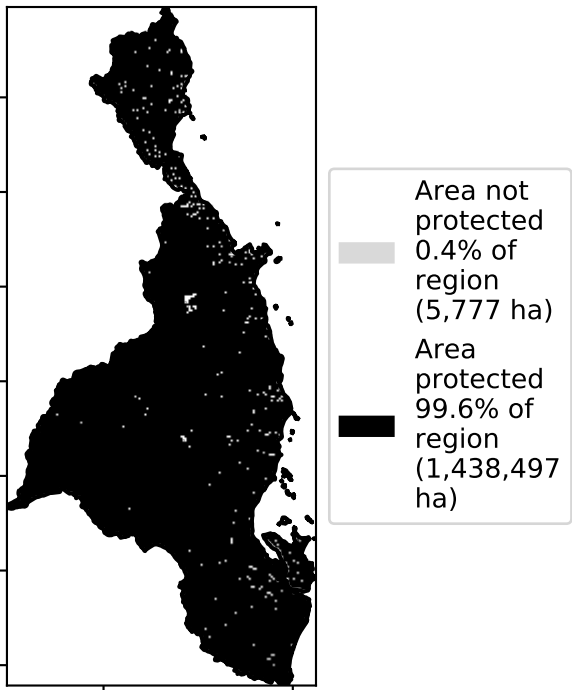 Area not
protected
0.4% of
region
(5,777 ha)
Area
protected
99.6% of
region
(1,438,497
ha)